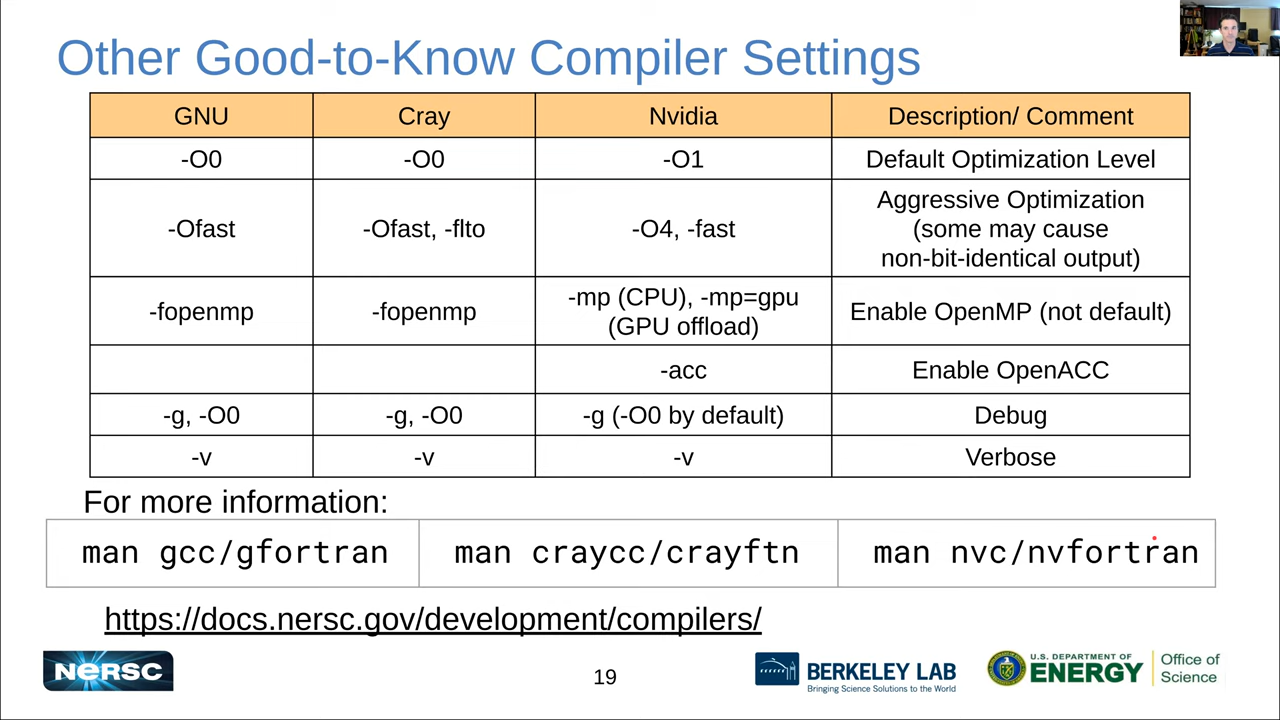 Other Good-to-Know Compiler Settings
GNU Cray Nvidia Description/ Comment
-O0 -O0 -O1 Default Optimization Level
-Ofast -Ofast, -flto -O4, -fast Aggressive Optimization
(some may cause
non-bit-identical output)
-fopenmp -fopenmp -mp (CPU), -mp=gpu
(GPU offload) Enable OpenMP (not default)
-acc Enable OpenACC
-g, -O0 -g, -O0 -g (-O0 by default) Debug
-v -v -v Verbose
For more information:
man gcc/gfortran man craycc/crayftn man nvc/nvfortran
https://docs.nersc.gov/development/compilers/
NERSC
19
BERKELEY LAB
Bringing Science Solutions to the World
U.S. DEPARTMENT OF
ENERGY
Office of
Science